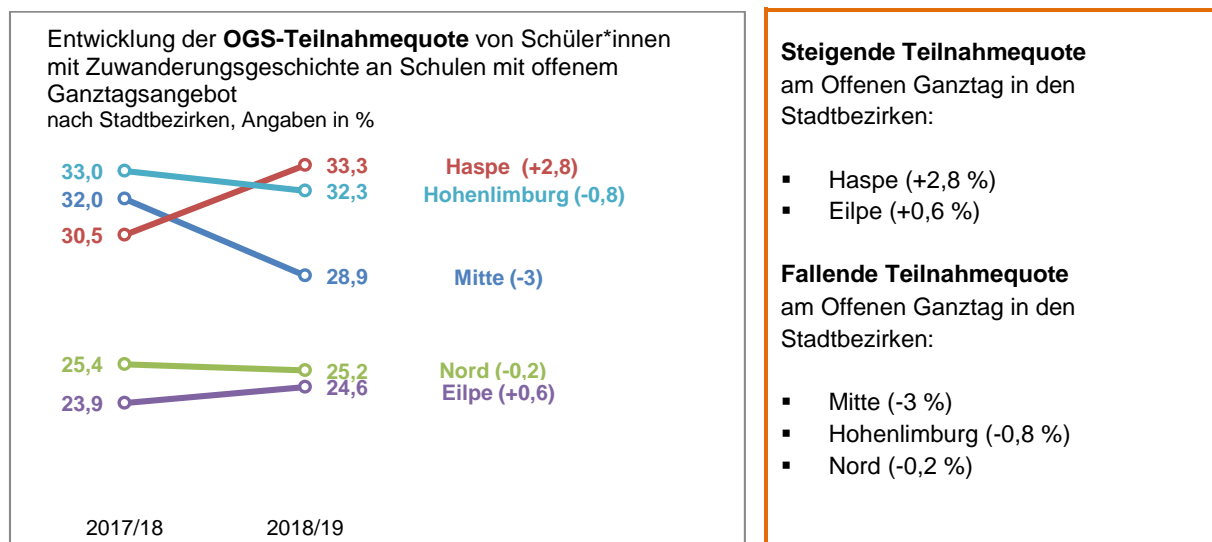 Entwicklung der OGS-Teilnahmequote von Schüler*innen
mit Zuwanderungsgeschichte an Schulen mit offenem
Ganztagsangebot
nach Stadtbezirken, Angaben in %
33,0
32,0
30,5
25,4
23,9
33,3
32,3
28,9
25,2
24,6
Haspe (+2,8)
Hohenlimburg (-0,8)
Mitte (-3)
Nord (-0,2)
Eilpe (+0,6)
2017/18
2018/19
Steigende Teilnahmequote
am Offenen Ganztag in den
Stadtbezirken:
▪ Haspe (+2,8 %)
▪ Eilpe (+0,6 %)
Fallende Teilnahmequote
am Offenen Ganztag in den
Stadtbezirken:
▪ Mitte (-3 %)
▪ Hohenlimburg (-0,8 %)
▪ Nord (-0,2 %)